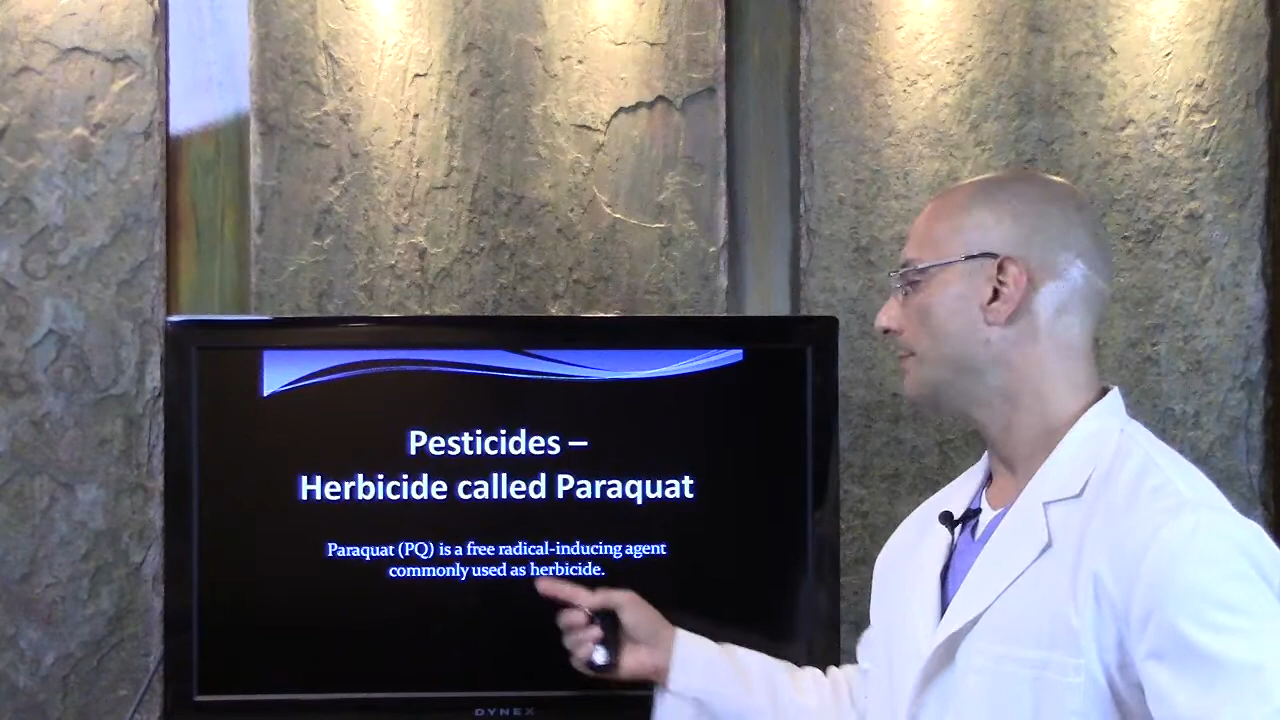 Pesticides –
Herbicide called Paraquat
Paraquat (PQ) is a free radical-inducing agent
commonly used as herbicide.
DYNEX